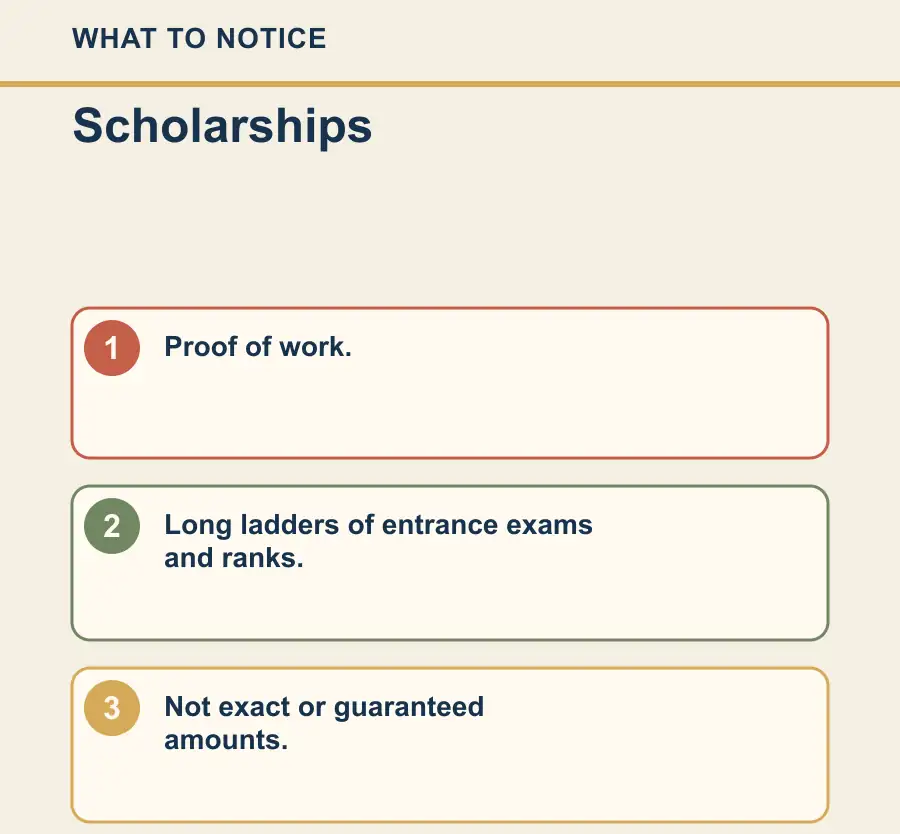 WHAT TO NOTICE
Scholarships
1
Proof of work.
2
Long ladders of entrance exams
and ranks.
3
Not exact or guaranteed
amounts.